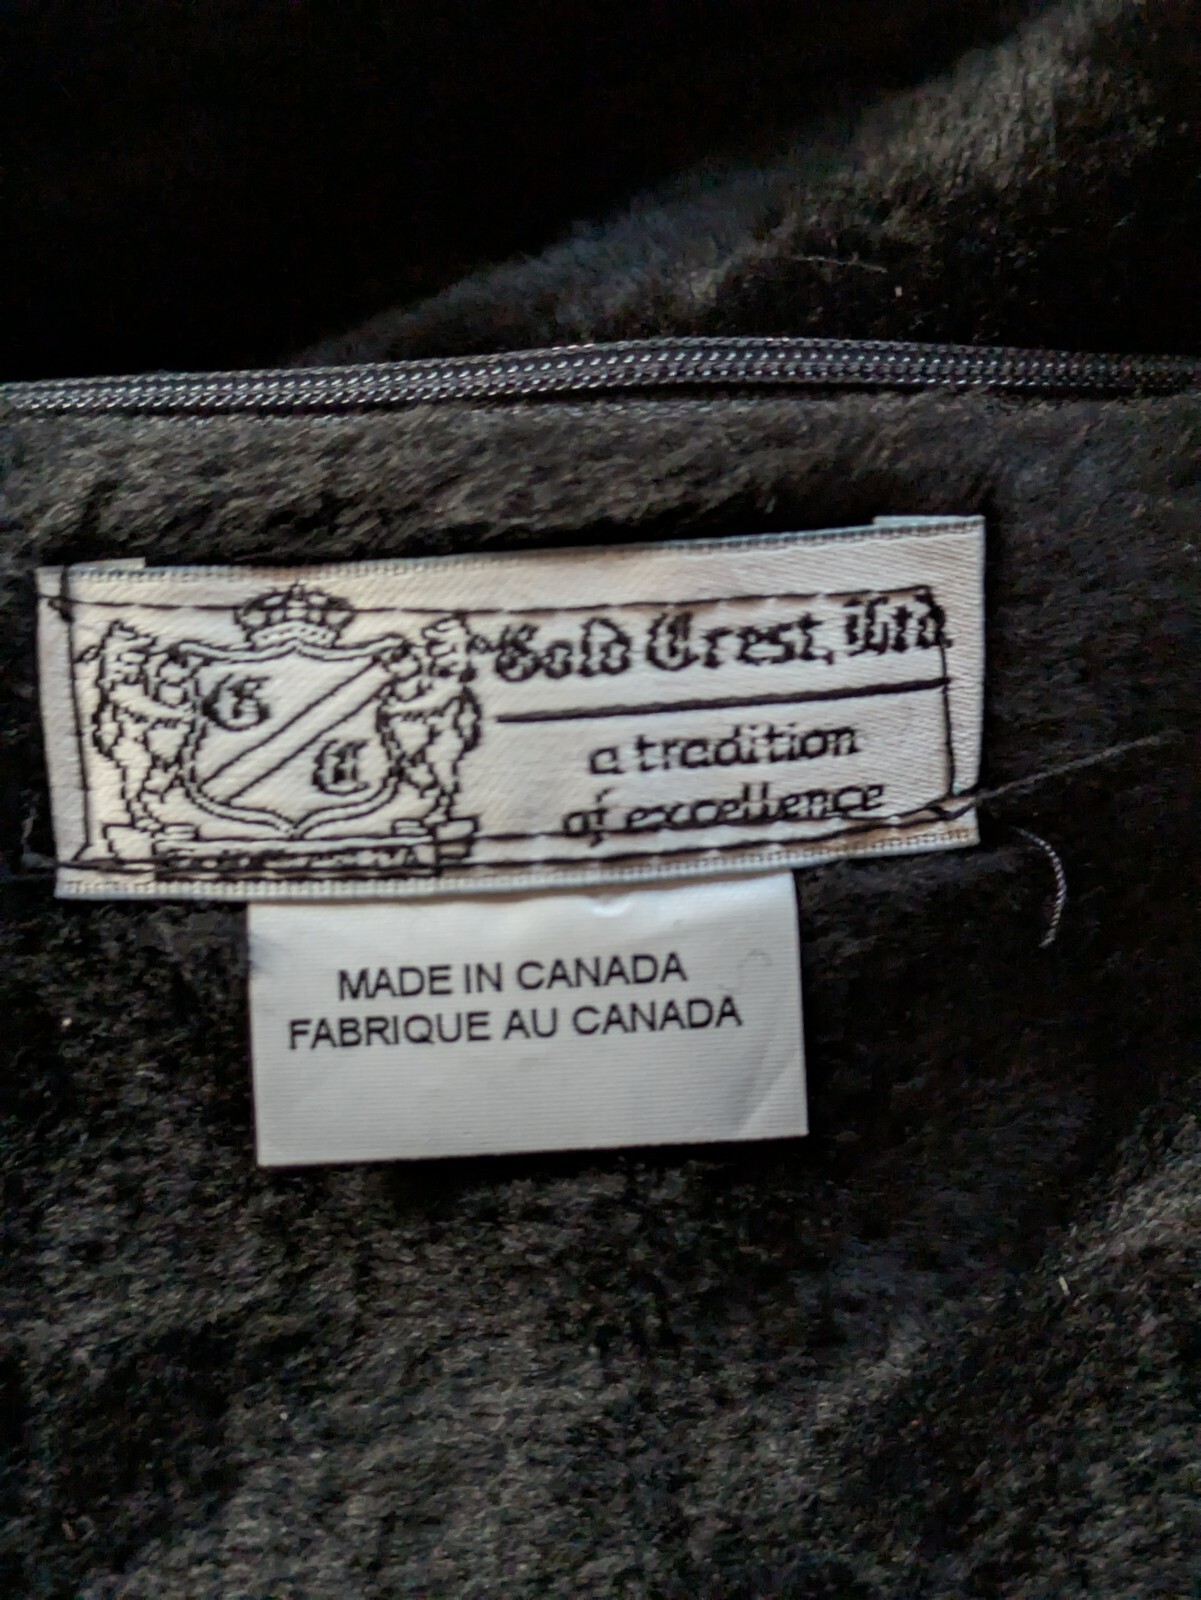 G
C
Gold Crest, Ltd.
a tradition
of excellence
MADE IN CANADA
FABRIQUE AU CANADA